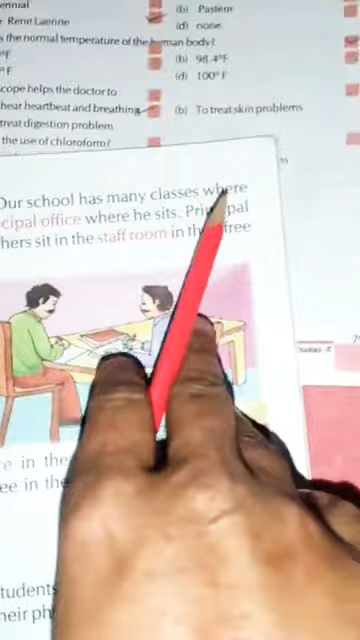 ennial
(b) Pasteur
Rene Laenne
(d) none
s the normal temperature of the human body?
°F
(b) 98.4°F
°F
(d) 100°F
cope helps the doctor to
hear heartbeat and breathing
(b) To treat skin problems
treat digestion problem
the use of chloroform?
Our school has many classes where
cipal office where he sits. Principal
hers sit in the staff room in free
e in the
ee in the
tudents
heir ph